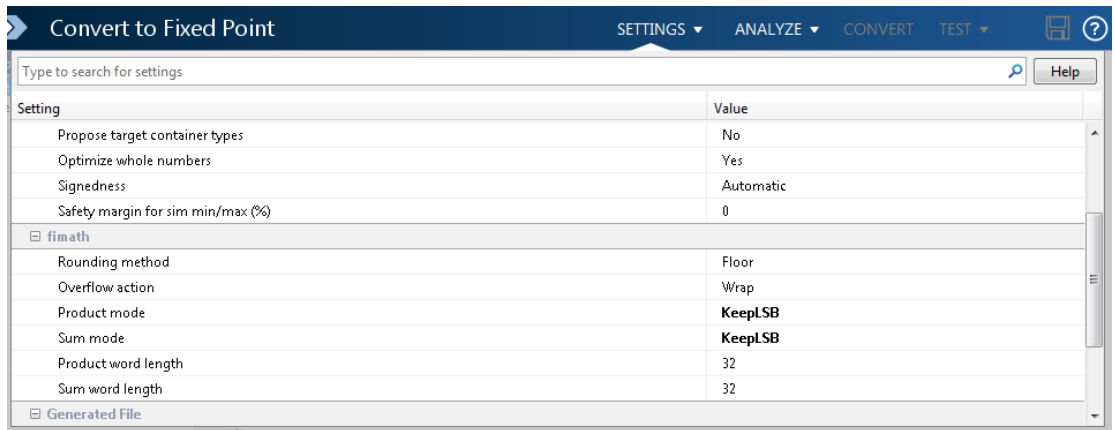 Convert to Fixed Point SETTINGS ANALYZE CONVERT TEST ?
Type to search for settings Help
Setting Value
Propose target container types No
Optimize whole numbers Yes
Signedness Automatic
Safety margin for sim min/max (%) 0
fimath
Rounding method Floor
Overflow action Wrap
Product mode KeepLSB
Sum mode KeepLSB
Product word length 32
Sum word length 32
Generated File